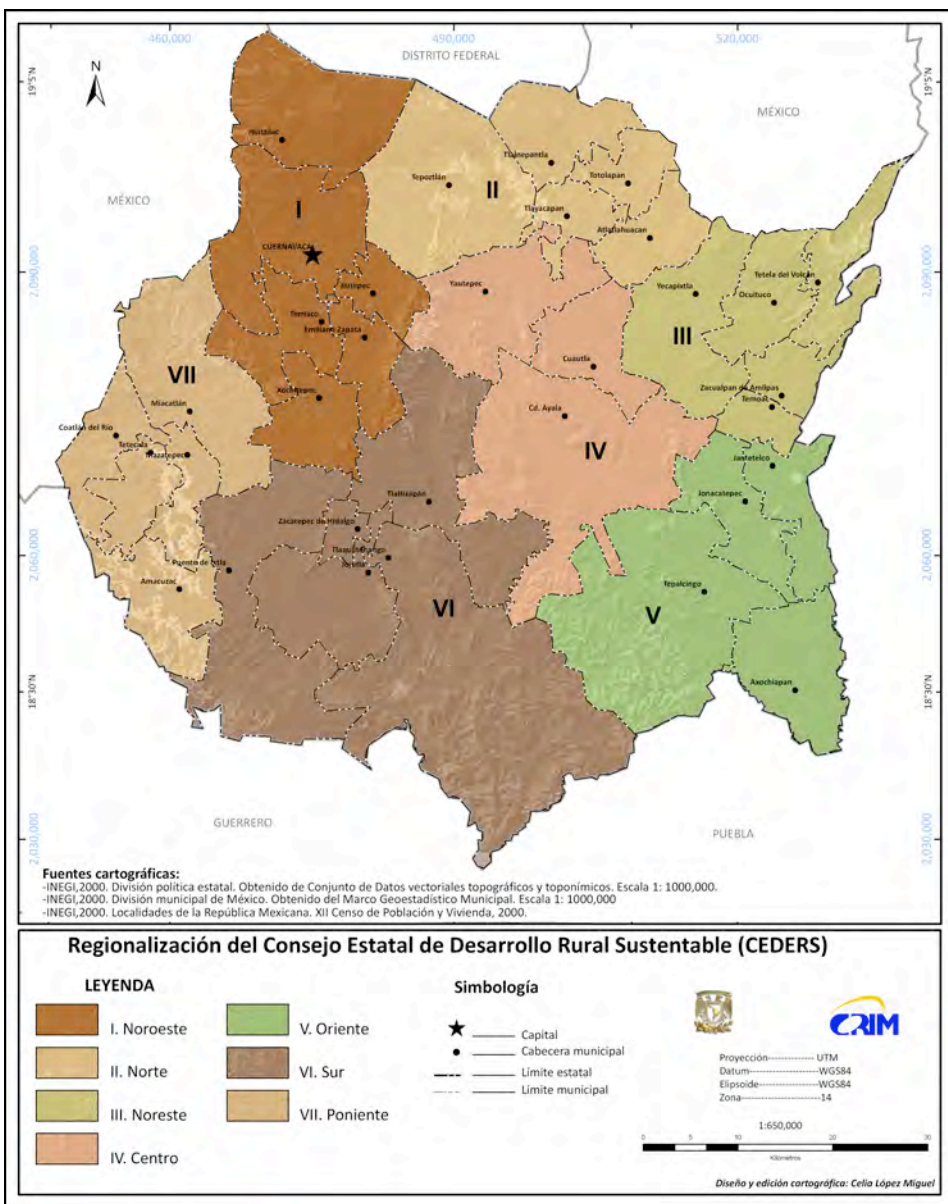 460,000
490,000
520,000
DISTRITO FEDERAL
19°5'N
19°5'N
N
MÉXICO
Huitzilac
Tlalnepantla
Tepoztlán
II
Totolapan
MÉXICO
I
Tlayacapan
Atlatlahuacan
CUERNAVACA
2,090,000
2,090,000
Tetela del Volcán
Jiutepec
Yautepec
Yecapixtla
Ocuituco
Temixco
Emiliano Zapata
III
VII
Cuautla
Xochitepec
Zacualpan de Amilpas
Temoac
Miacatlán
Cd. Ayala
Coatlán del Río
Tetecala
Mazatepec
IV
Jantetelco
Tlaltizapán
Jonacatepec
Zacatepec de Hidalgo
Tlaquiltenango
2,060,000
2,060,000
Puente de Ixtla
Jojutla
Amacuzac
Tepalcingo
VI
V
18°30'N
18°30'N
Axochiapan
GUERRERO
PUEBLA
2,030,000
2,030,000
Fuentes cartográficas:
-INEGI,2000. División política estatal. Obtenido de Conjunto de Datos vectoriales topográficos y toponímicos. Escala 1: 1000,000.
-INEGI,2000. División municipal de México. Obtenido del Marco Geoestadístico Municipal. Escala 1: 1000,000
-INEGI,2000. Localidades de la República Mexicana. XII Censo de Población y Vivienda, 2000.
Regionalización del Consejo Estatal de Desarrollo Rural Sustentable (CEDERS)
LEYENDA
I. Noroeste
II. Norte
III. Noreste
IV. Centro
V. Oriente
VI. Sur
VII. Poniente
Simbología
Capital
Cabecera municipal
Límite estatal
Límite municipal
CRIM
Proyección------------- UTM
Datum-------------------WGS84
Elipsoide----------------WGS84
Zona---------------------14
1:650,000
0 5 10 20 30
Kilómetros
Diseño y edición cartográfica: Celia López Miguel